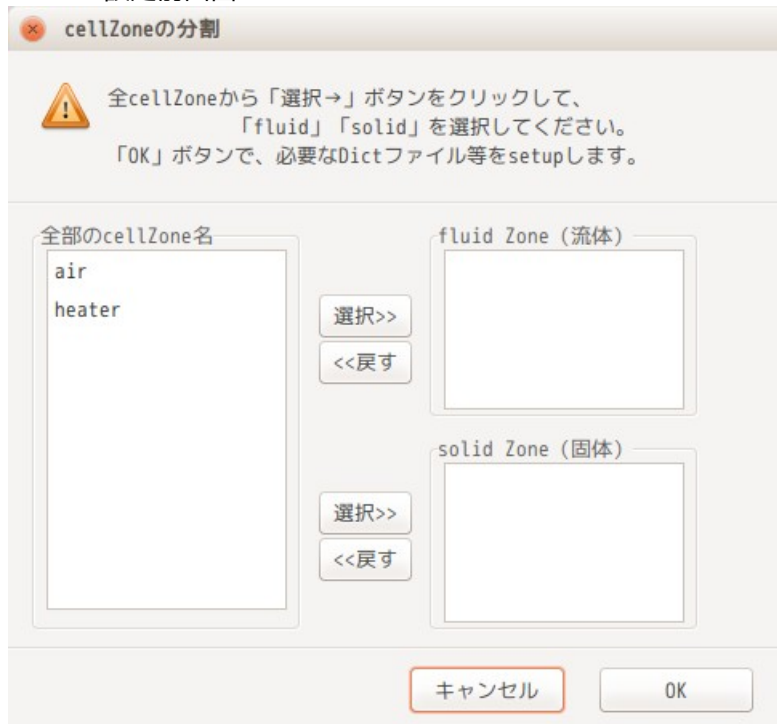 cellZoneの分割
全cellZoneから「選択→」ボタンをクリックして、
「fluid」「solid」を選択してください。
「OK」ボタンで、必要なDictファイル等をsetupします。
全部のcellZone名
air
heater
選択>>
<<戻す
fluid Zone (流体)
選択>>
<<戻す
solid Zone (固体)
キャンセル
OK